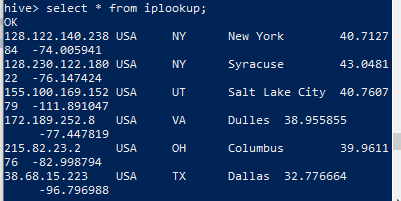 hive> select * from iplookup;
OK
128.122.140.238 USA NY New York 40.7127
84 -74.005941
128.230.122.180 USA NY Syracuse 43.0481
22 -76.147424
155.100.169.152 USA UT Salt Lake City 40.7607
79 -111.891047
172.189.252.8 USA VA Dulles 38.955855
-77.447819
215.82.23.2 USA OH Columbus 39.9611
76 -82.998794
38.68.15.223 USA TX Dallas 32.776664
-96.796988